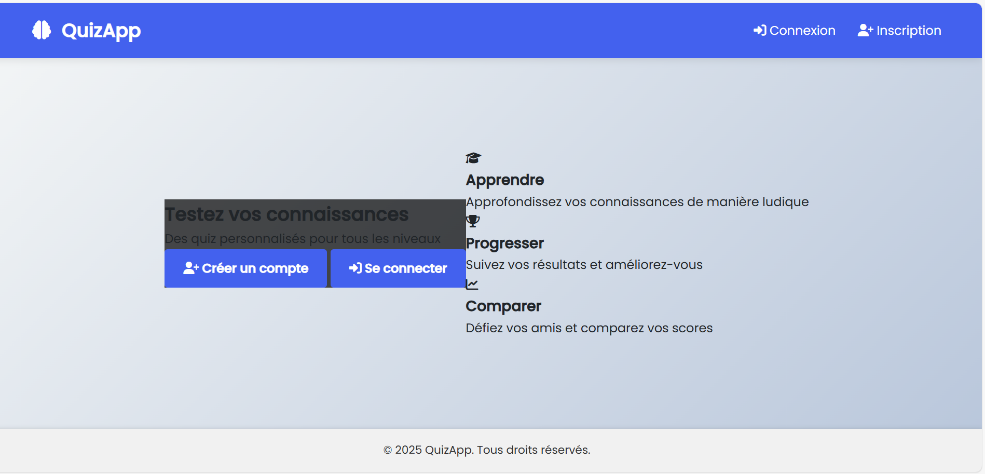 QuizApp
Connexion
Inscription
Testez vos connaissances
Des quiz personnalisés pour tous les niveaux
Créer un compte
Se connecter
Apprendre
Approfondissez vos connaissances de manière ludique
Progresser
Suivez vos résultats et améliorez-vous
Comparer
Défiez vos amis et comparez vos scores
© 2025 QuizApp. Tous droits réservés.